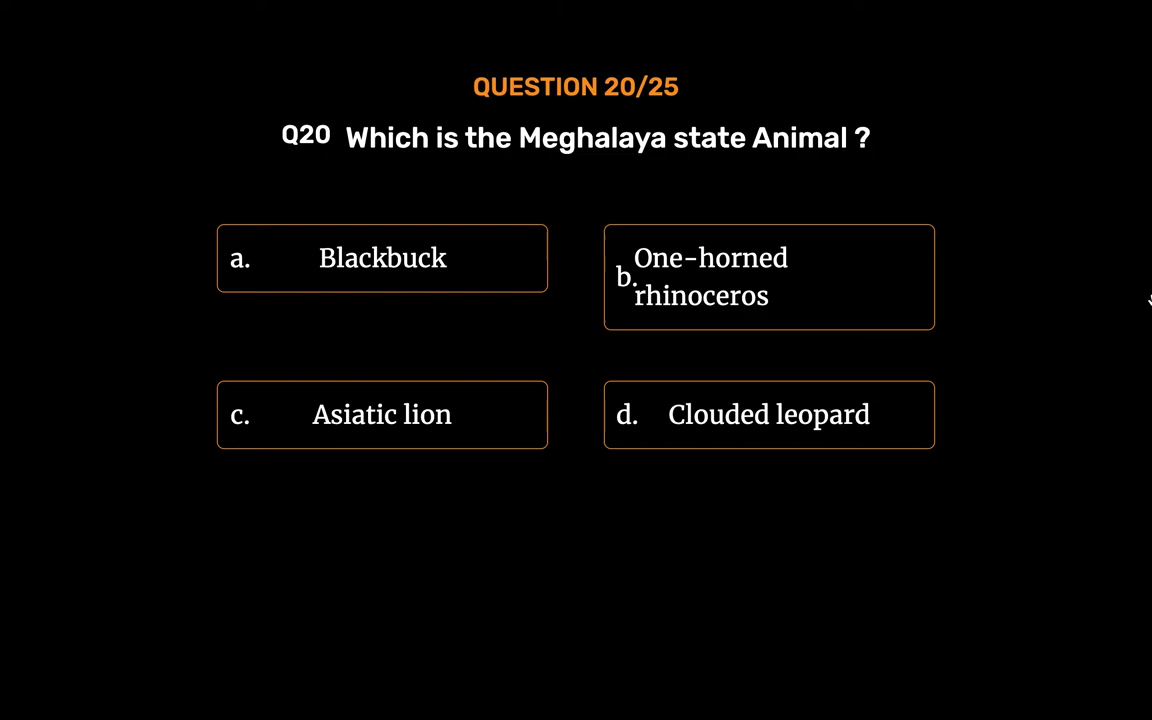 QUESTION 20/25
Q20 Which is the Meghalaya state Animal ?
a. Blackbuck
b. One-horned
rhinoceros
c. Asiatic lion
d. Clouded leopard